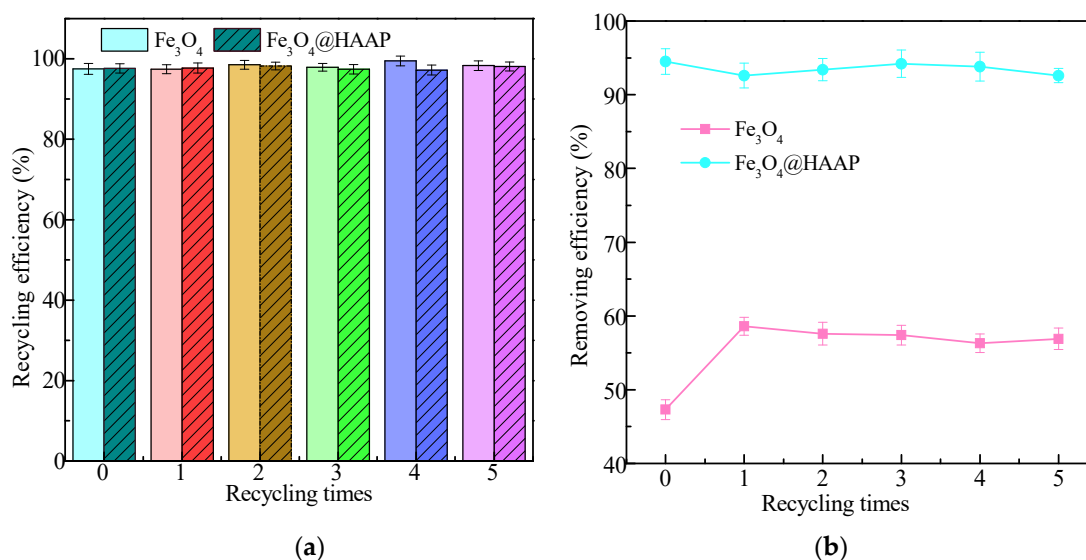 Fe3O4 Fe3O4@HAAP
Recycling efficiency (%)
100
80
60
40
20
0
0 1 2 3 4 5
Recycling times
(a)
Removing efficiency (%)
100
90
80
70
60
50
40
Fe3O4
Fe3O4@HAAP
0 1 2 3 4 5
Recycling times
(b)